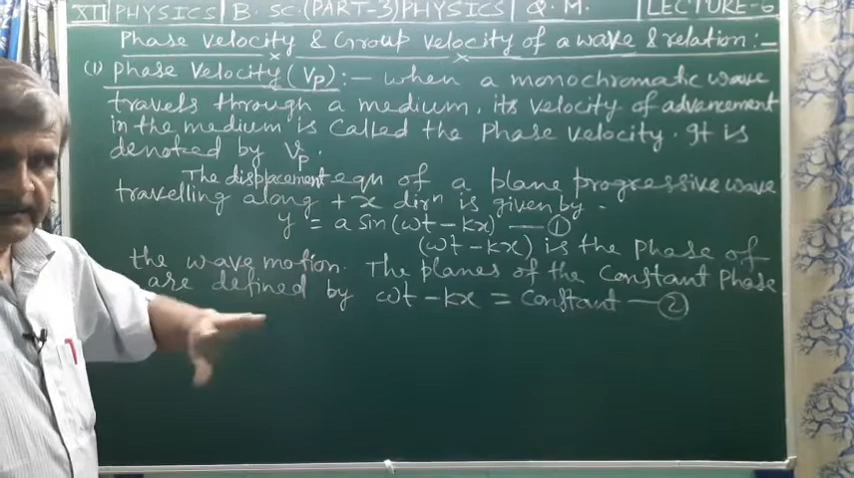 XII PHYSICS | B. SC.(PART-3) PHYSICS | Q. M. | LECTURE-6
Phase velocity & Group velocity of a wave & relation:-
(1) Phase Velocity (Vp) :- when a monochromatic wave
travels through a medium, its velocity of advancement
in the medium is called the Phase velocity. It is
denoted by Vp.
The displacement eqn of a plane progressive wave
travelling along +x dirn is given by.
y = a sin(ωt - kx) — ①
(ωt - kx) is the Phase of
the wave motion. The planes of the Constant Phase
are defined by ωt - kx = Constant — ②